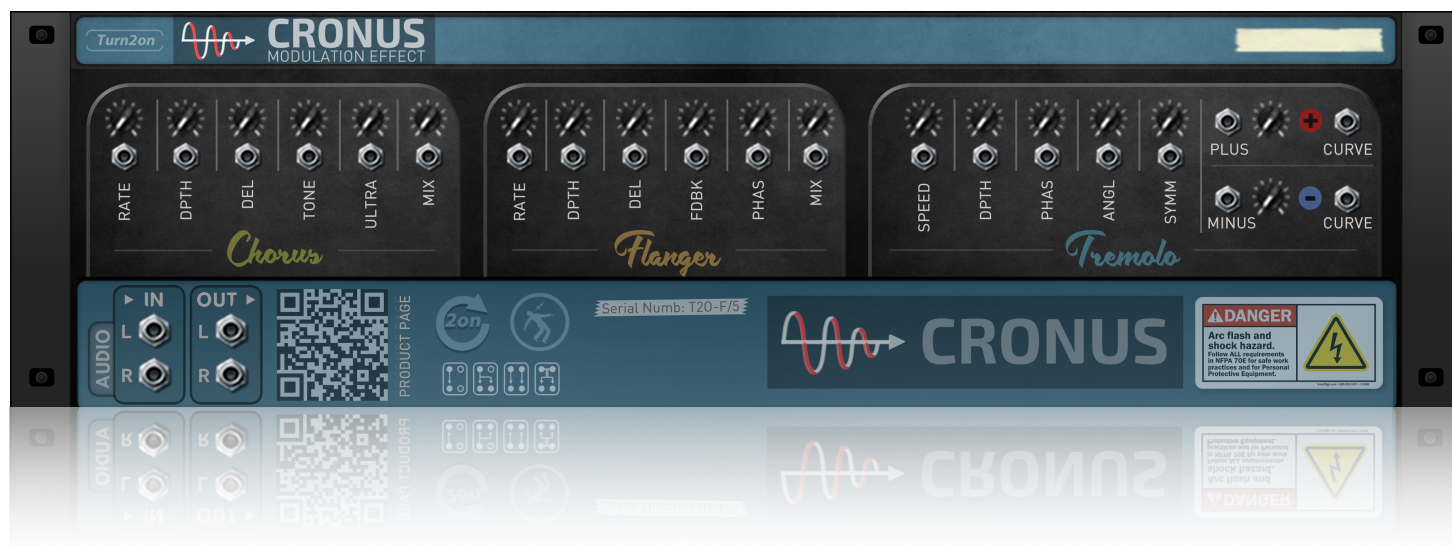 Turn2on
CRONUS
MODULATION EFFECT
RATE
DPTH
DEL
TONE
ULTRA
MIX
Chorus
RATE
DPTH
DEL
FDBK
PHAS
MIX
Flanger
SPEED
DPTH
PHAS
ANGL
SYMM
PLUS
+
CURVE
MINUS
-
CURVE
Tremolo
AUDIO
IN
L
R
OUT
L
R
PRODUCT PAGE
2on
Serial Numb: T2O-F/5
CRONUS
DANGER
Arc flash and
shock hazard.
Follow ALL requirements
in NFPA 70E for safe work
practices and for Personal
Protective Equipment.